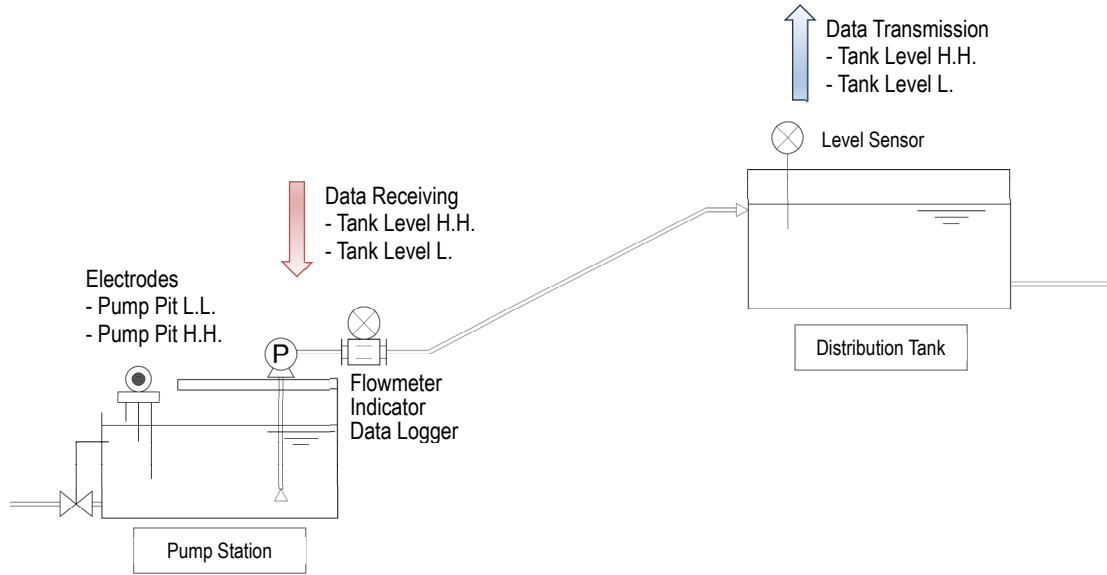 Data Transmission
- Tank Level H.H.
- Tank Level L.
Level Sensor
Data Receiving
- Tank Level H.H.
- Tank Level L.
Electrodes
- Pump Pit L.L.
- Pump Pit H.H.
P
Flowmeter
Indicator
Data Logger
Distribution Tank
Pump Station